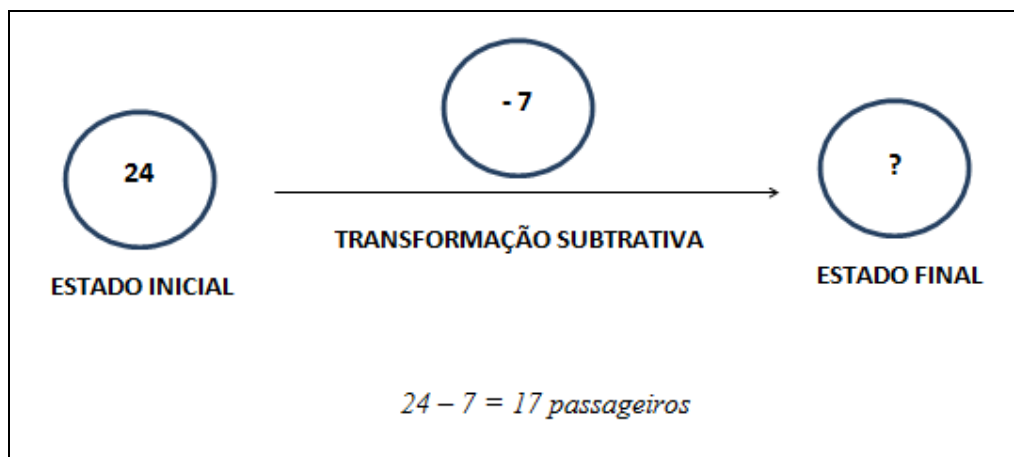 24
- 7
?
TRANSFORMAÇÃO SUBTRATIVA
ESTADO INICIAL
ESTADO FINAL
24 – 7 = 17 passageiros